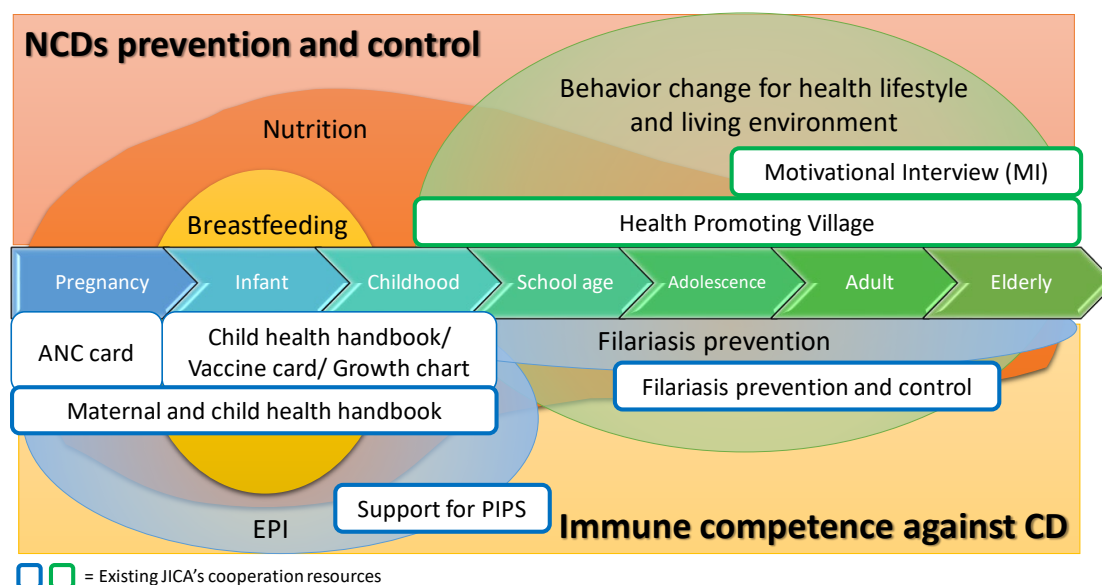 NCDs prevention and control
Behavior change for health lifestyle
and living environment
Nutrition
Motivational Interview (MI)
Breastfeeding
Health Promoting Village
Pregnancy
Infant
Childhood
School age
Adolescence
Adult
Elderly
ANC card
Child health handbook/
Vaccine card/ Growth chart
Filariasis prevention
Filariasis prevention and control
Maternal and child health handbook
Support for PIPS
EPI
Immune competence against CD
= Existing JICA's cooperation resources